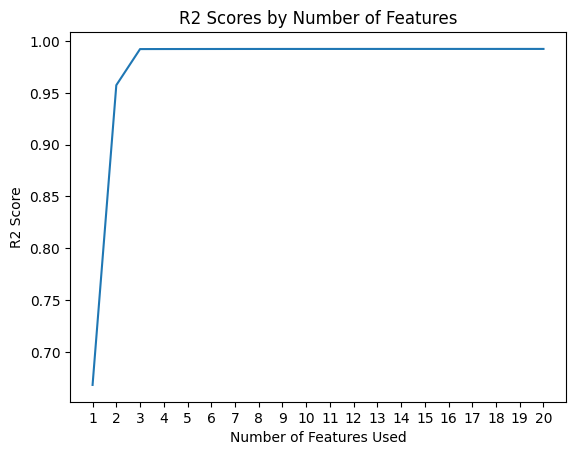 R2 Scores by Number of Features
1.00
0.95
0.90
0.85
0.80
0.75
0.70
R2 Score
1 2 3 4 5 6 7 8 9 10 11 12 13 14 15 16 17 18 19 20
Number of Features Used